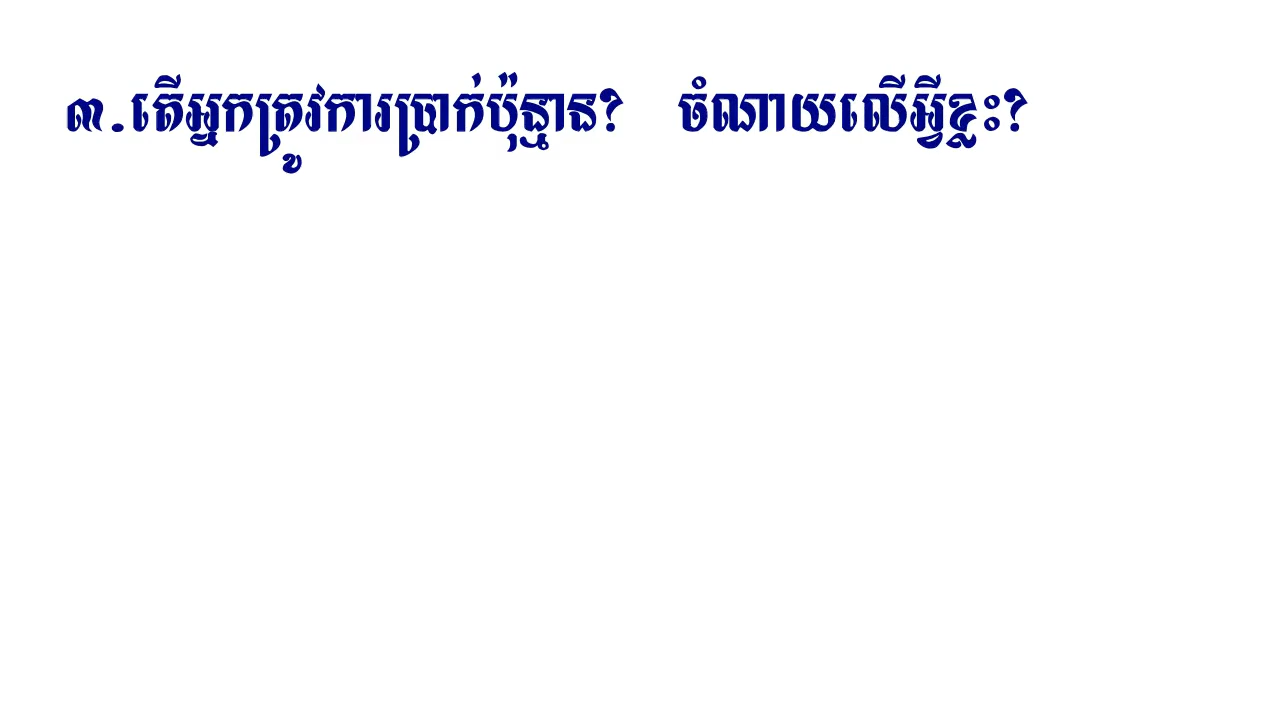 ៣.តើអ្នកត្រូវការប្រាក់ប៉ុន្មាន? ចំណាយលើអ្វីខ្លះ?